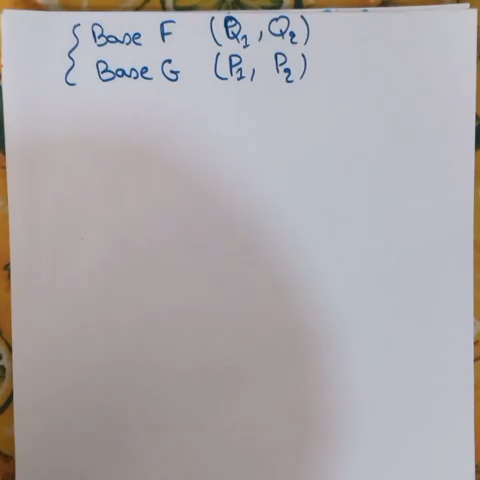 { Base F (Q₁, Q₂)
{ Base G (P₁, P₂)